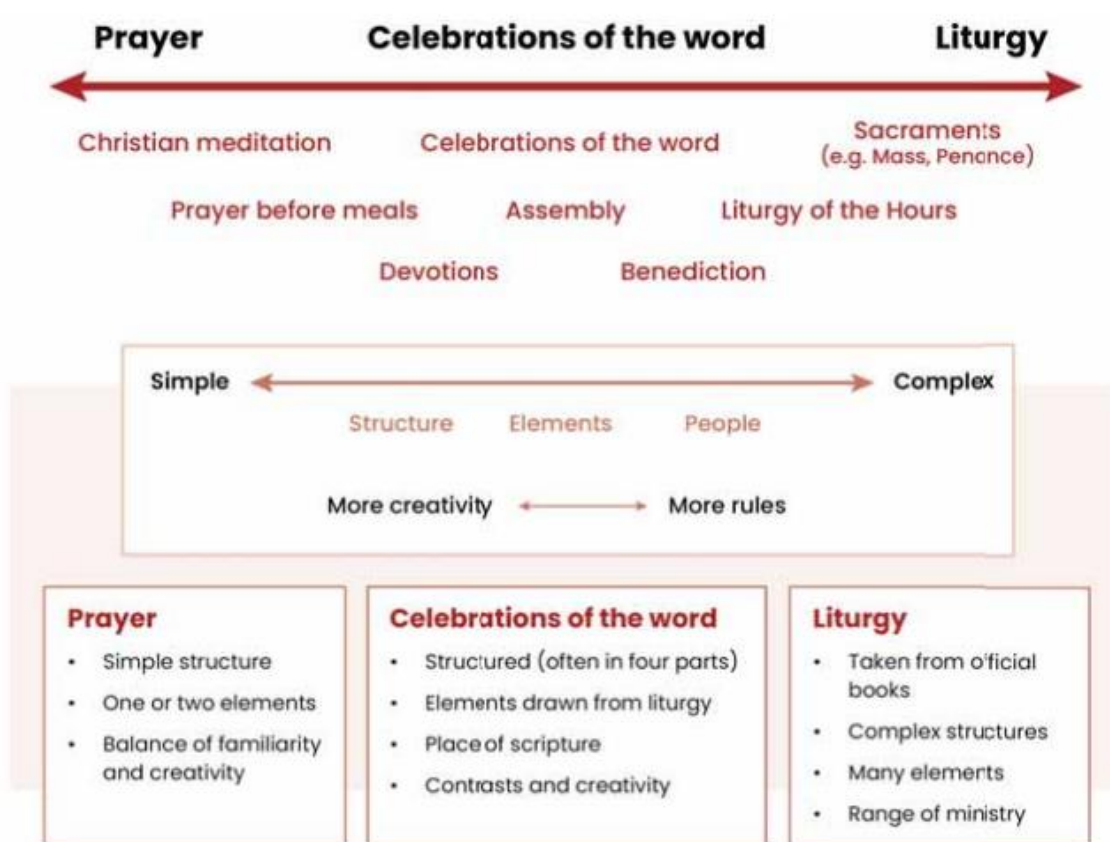 Prayer Celebrations of the word Liturgy
Christian meditation Celebrations of the word Sacraments
(e.g. Mass, Penance)
Prayer before meals Assembly Liturgy of the Hours
Devotions Benediction
Simple Complex
Structure Elements People
More creativity More rules
Prayer
• Simple structure
• One or two elements
• Balance of familiarity
and creativity
Celebrations of the word
• Structured (often in four parts)
• Elements drawn from liturgy
• Place of scripture
• Contrasts and creativity
Liturgy
• Taken from official
books
• Complex structures
• Many elements
• Range of ministry